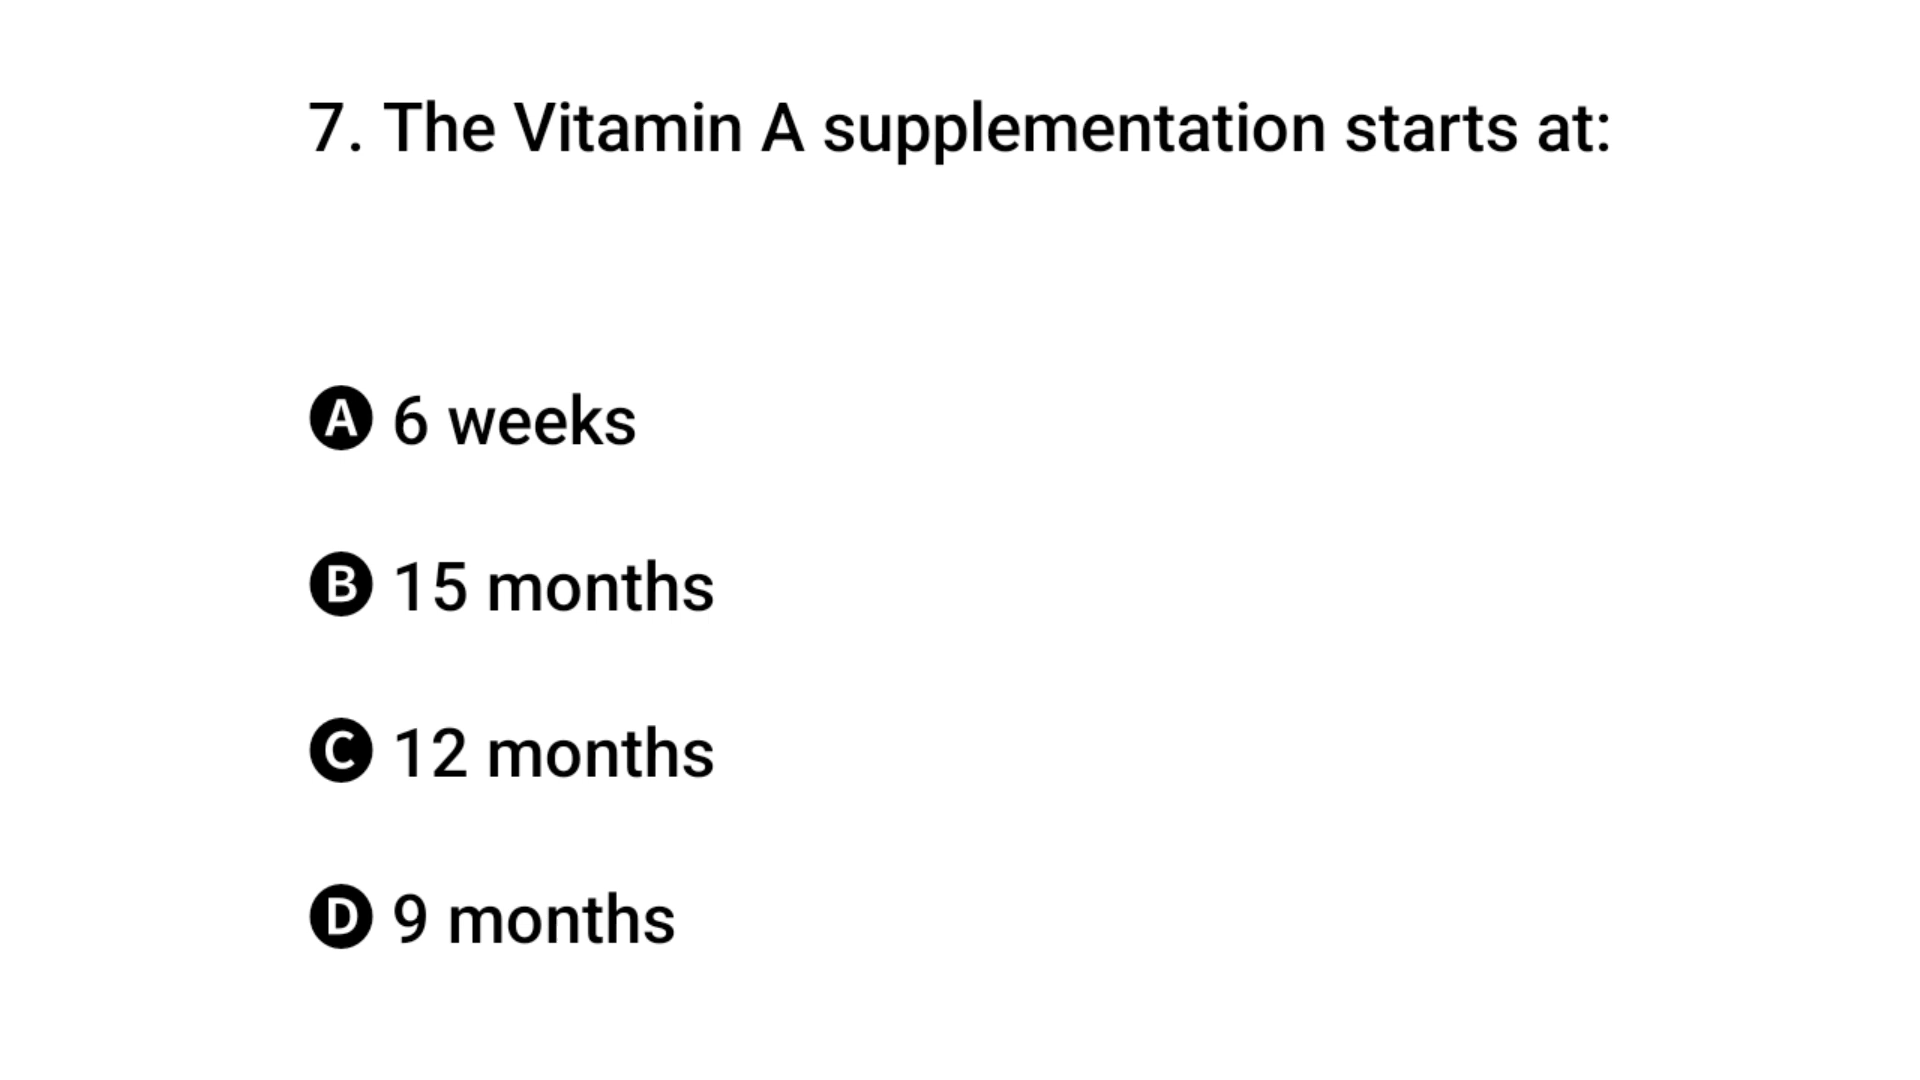 7. The Vitamin A supplementation starts at:
A 6 weeks
B 15 months
C 12 months
D 9 months